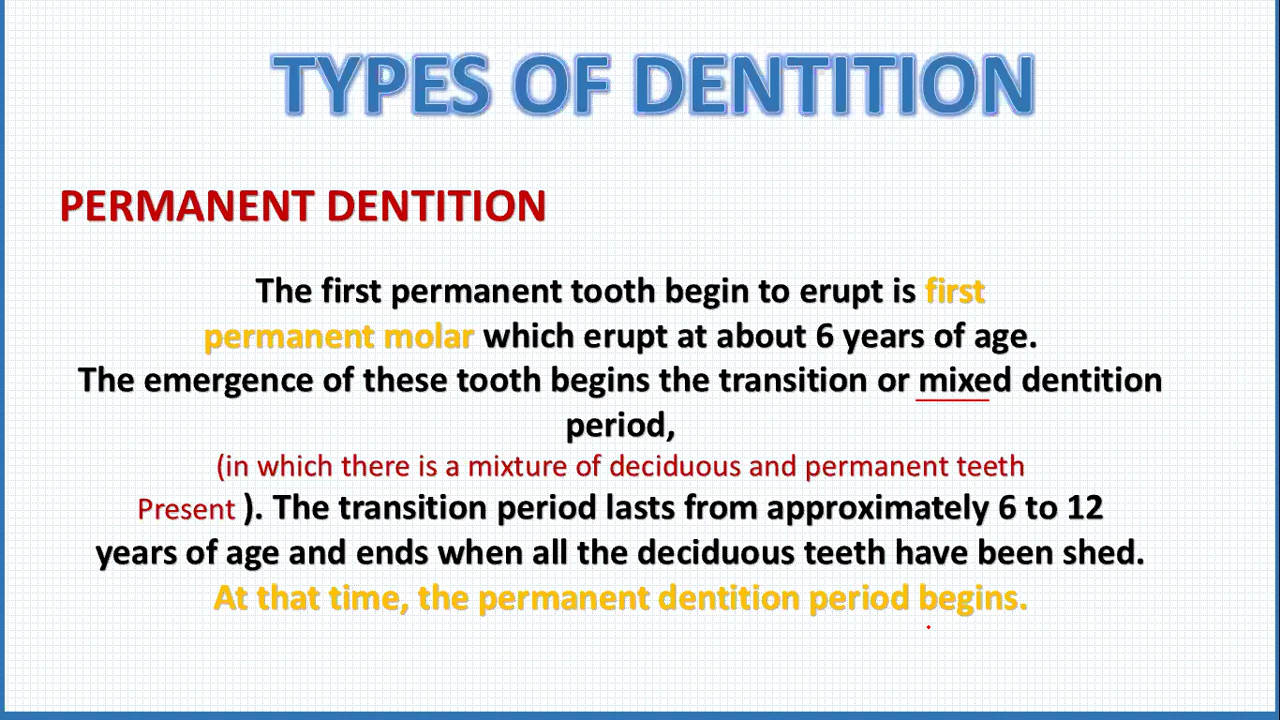 TYPES OF DENTITION
PERMANENT DENTITION
The first permanent tooth begin to erupt is first
permanent molar which erupt at about 6 years of age.
The emergence of these tooth begins the transition or mixed dentition
period,
(in which there is a mixture of deciduous and permanent teeth
Present ). The transition period lasts from approximately 6 to 12
years of age and ends when all the deciduous teeth have been shed.
At that time, the permanent dentition period begins.